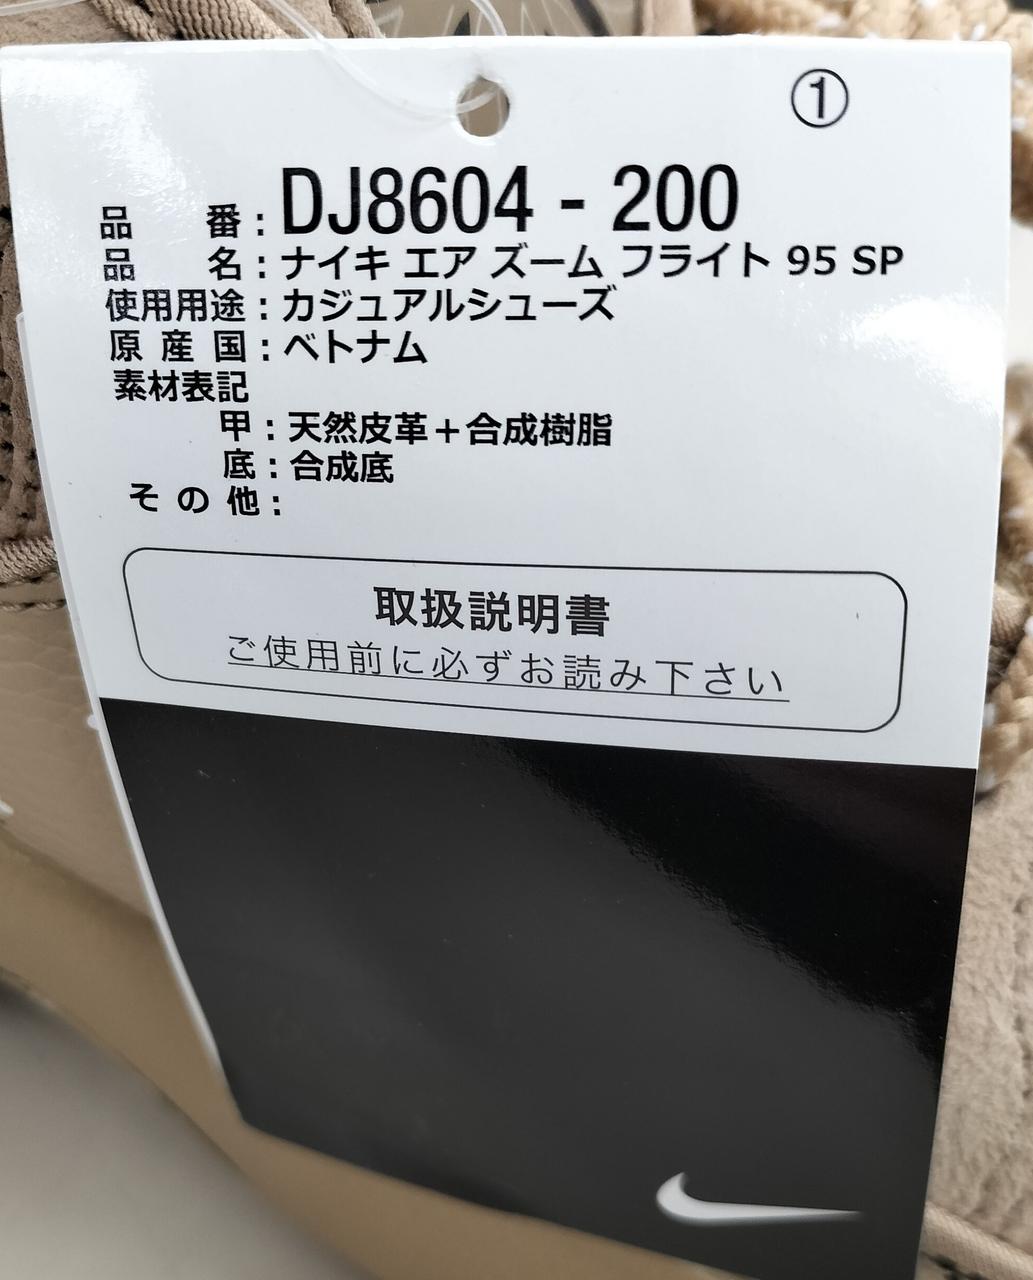 ①
品 番：DJ8604 - 200
品 名：ナイキ エア ズーム フライト 95 SP
使用用途：カジュアルシューズ
原 産 国：ベトナム
素材表記
甲：天然皮革＋合成樹脂
底：合成底
そ の 他：
取扱説明書
ご使用前に必ずお読み下さい